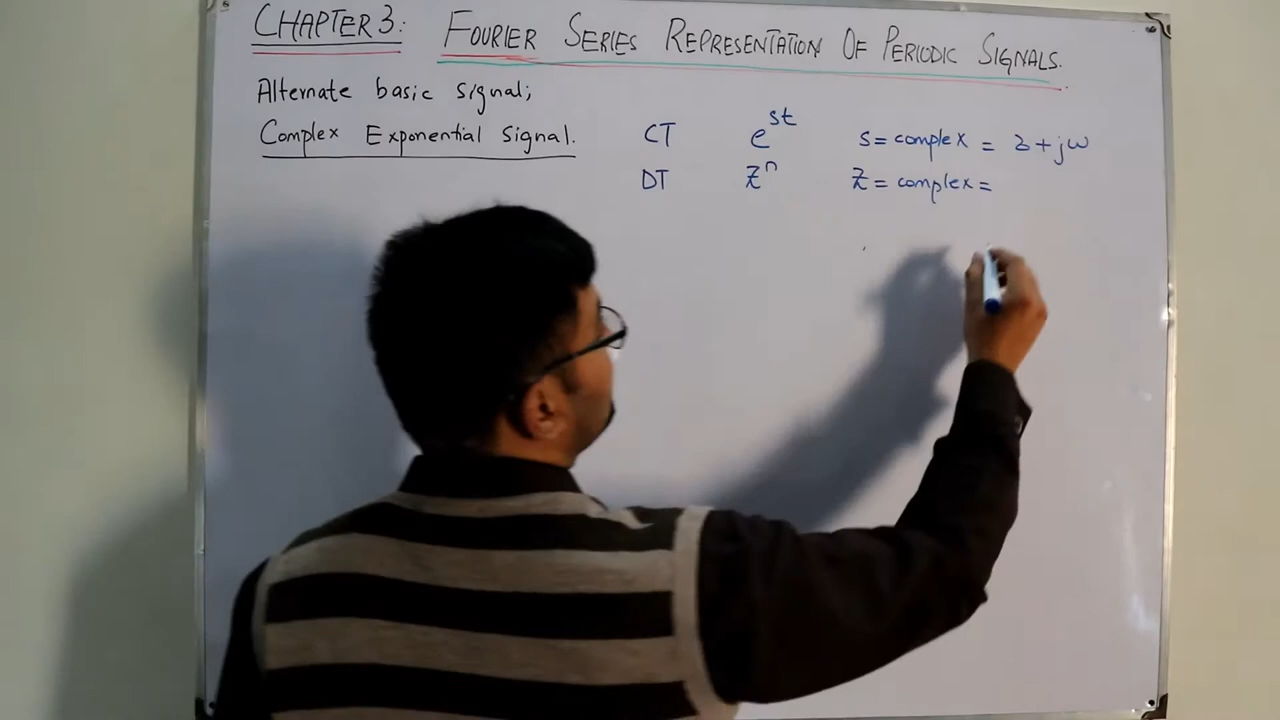 CHAPTER 3: FOURIER SERIES REPRESENTATION OF PERIODIC SIGNALS.
Alternate basic signal;
Complex Exponential signal.
CT e^st s = complex = 2 + jω
DT z^n z = complex =